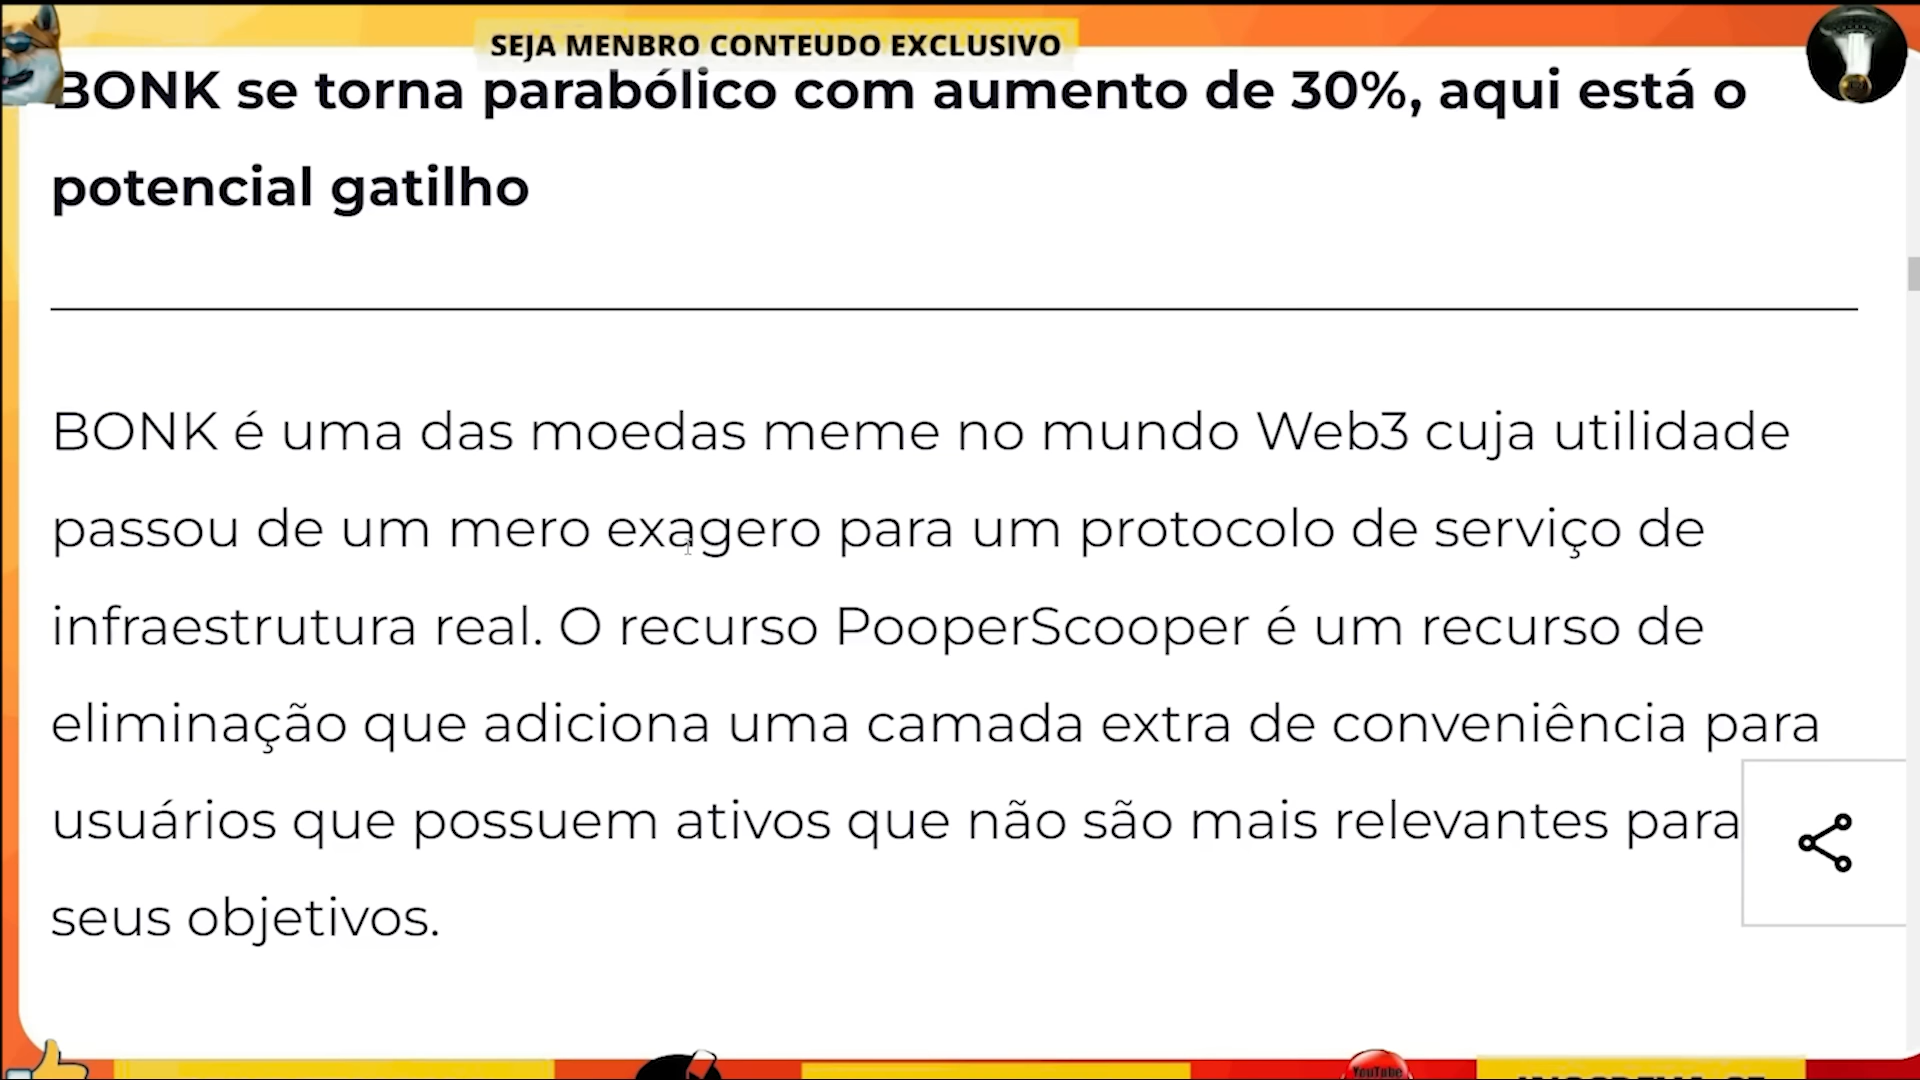 SEJA MENBRO CONTEUDO EXCLUSIVO
BONK se torna parabólico com aumento de 30%, aqui está o
potencial gatilho
BONK é uma das moedas meme no mundo Web3 cuja utilidade
passou de um mero exagero para um protocolo de serviço de
infraestrutura real. O recurso PooperScooper é um recurso de
eliminação que adiciona uma camada extra de conveniência para
usuários que possuem ativos que não são mais relevantes para
seus objetivos.
YouTube